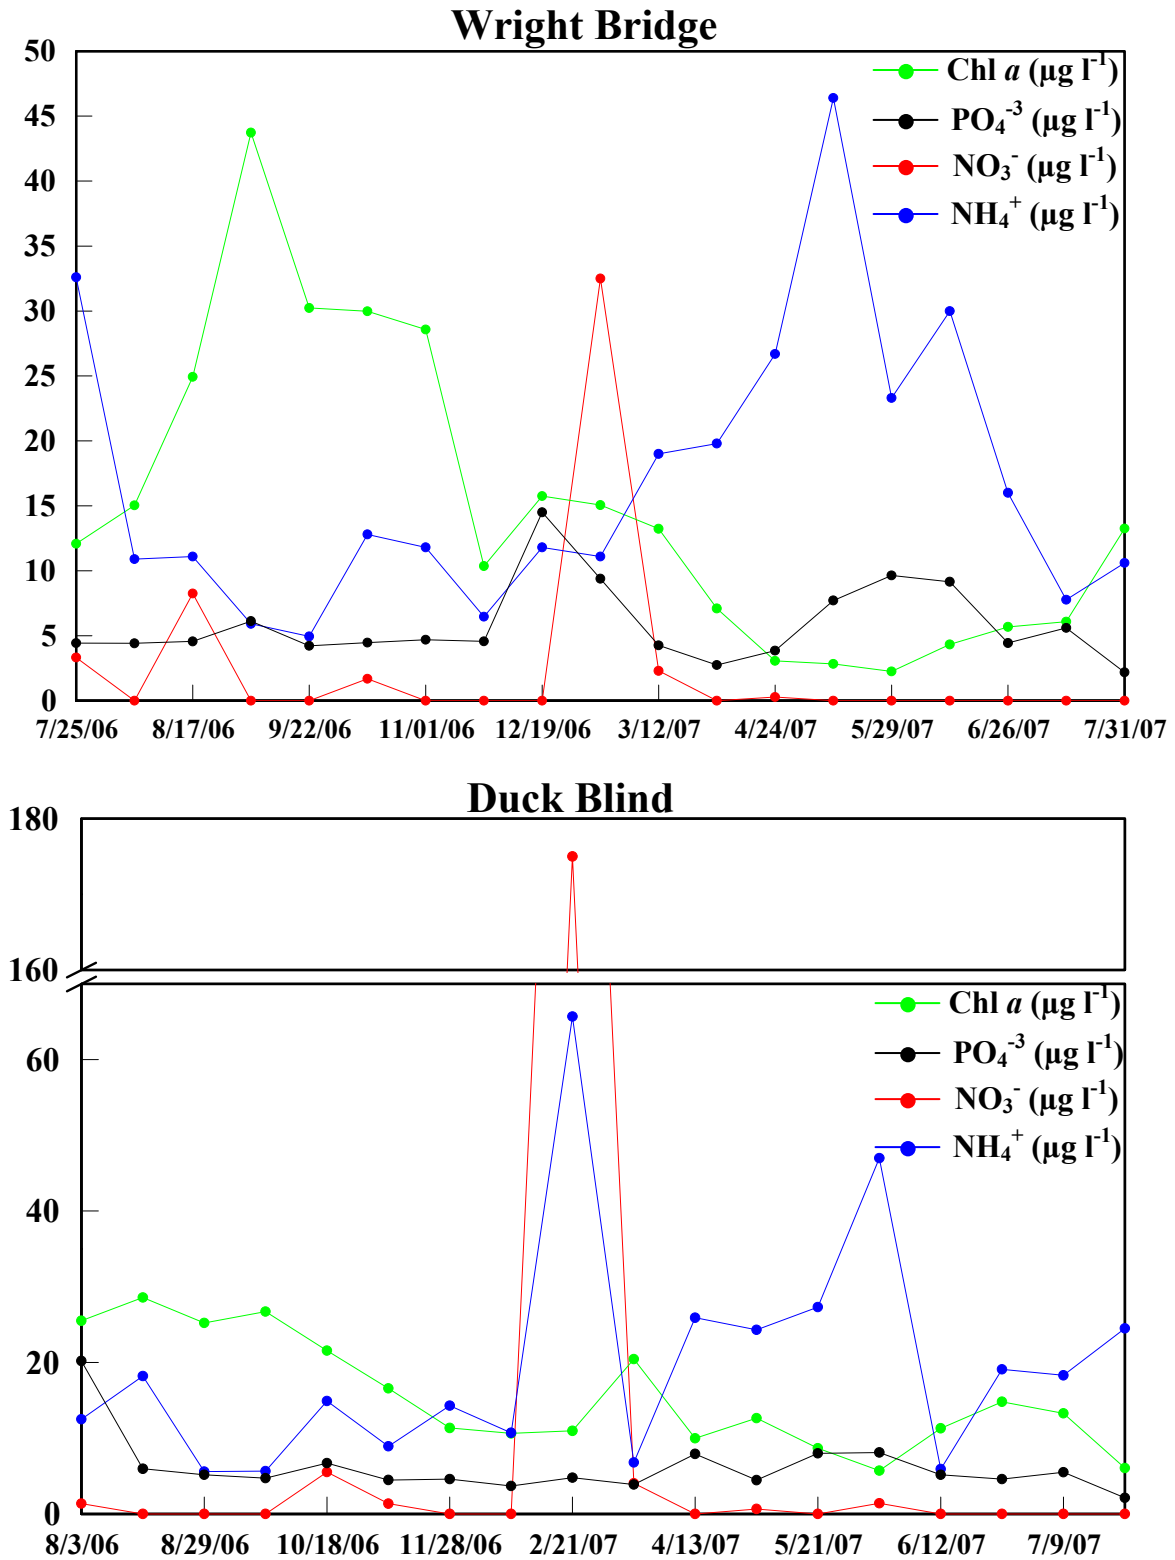 Wright Bridge
50
45
40
35
30
25
20
15
10
5
0
Chl a (µg l⁻¹)
PO₄⁻³ (µg l⁻¹)
NO₃⁻ (µg l⁻¹)
NH₄⁺ (µg l⁻¹)
7/25/06 8/17/06 9/22/06 11/01/06 12/19/06 3/12/07 4/24/07 5/29/07 6/26/07 7/31/07
Duck Blind
180
160
60
40
20
0
Chl a (µg l⁻¹)
PO₄⁻³ (µg l⁻¹)
NO₃⁻ (µg l⁻¹)
NH₄⁺ (µg l⁻¹)
8/3/06 8/29/06 10/18/06 11/28/06 2/21/07 4/13/07 5/21/07 6/12/07 7/9/07